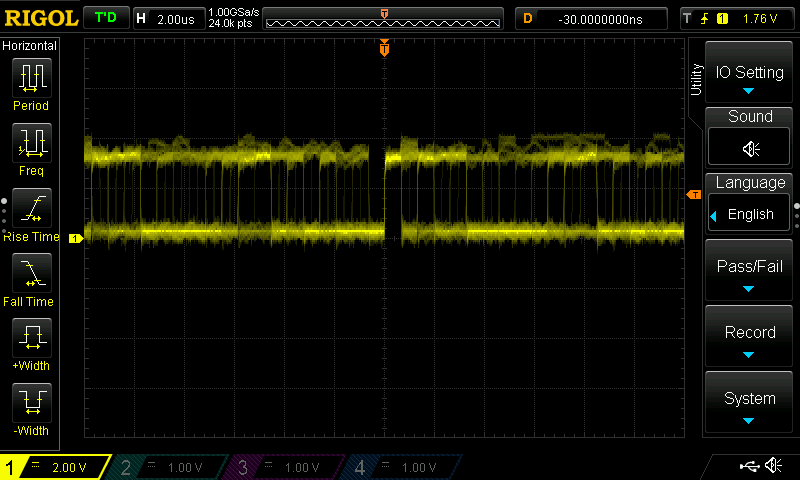 RIGOL T'D H 2.00us 1.00GSa/s 24.0k pts T D -30.0000000ns T 1 1.76 V
Horizontal
Period
Freq
Rise Time
Fall Time
+Width
-Width
T
T
1
Utility
IO Setting
Sound
Language
English
Pass/Fail
Record
System
1 2.00 V 2 1.00 V 3 1.00 V 4 1.00 V